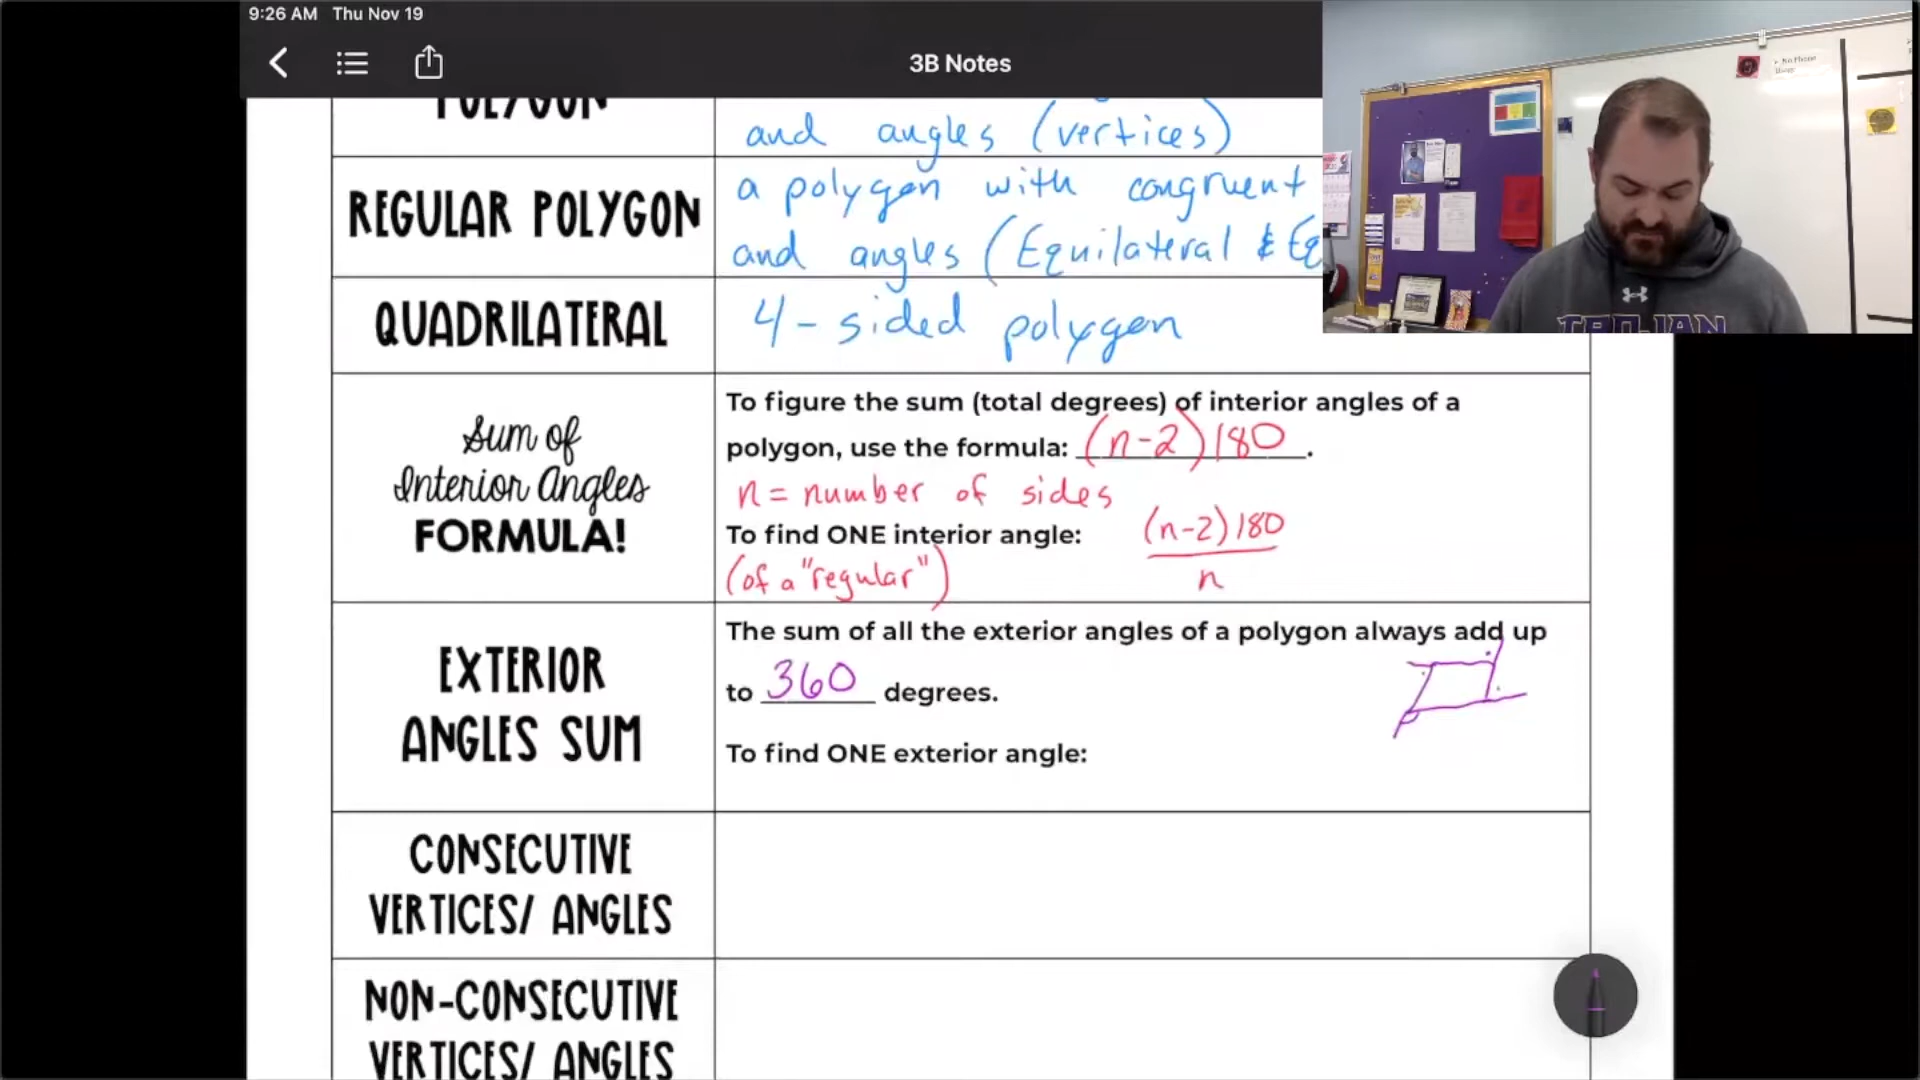 9:26 AM Thu Nov 19
3B Notes
POLYGON
and angles (vertices)
REGULAR POLYGON
a polygon with congruent
and angles (Equilateral & Eq
QUADRILATERAL
4-sided polygon
Sum of
Interior Angles
FORMULA!
To figure the sum (total degrees) of interior angles of a
polygon, use the formula: (n-2)180.
n = number of sides
To find ONE interior angle:
(of a "regular")
(n-2)180
n
EXTERIOR
ANGLES SUM
The sum of all the exterior angles of a polygon always add up
to 360 degrees.
To find ONE exterior angle:
CONSECUTIVE
VERTICES/ ANGLES
NON-CONSECUTIVE
VERTICES/ ANGLES
No Phone
TROJAN